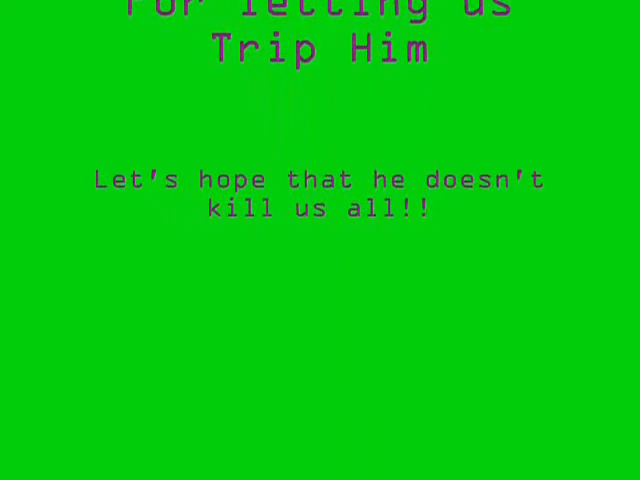 For letting us
Trip Him
Let's hope that he doesn't
kill us all!!